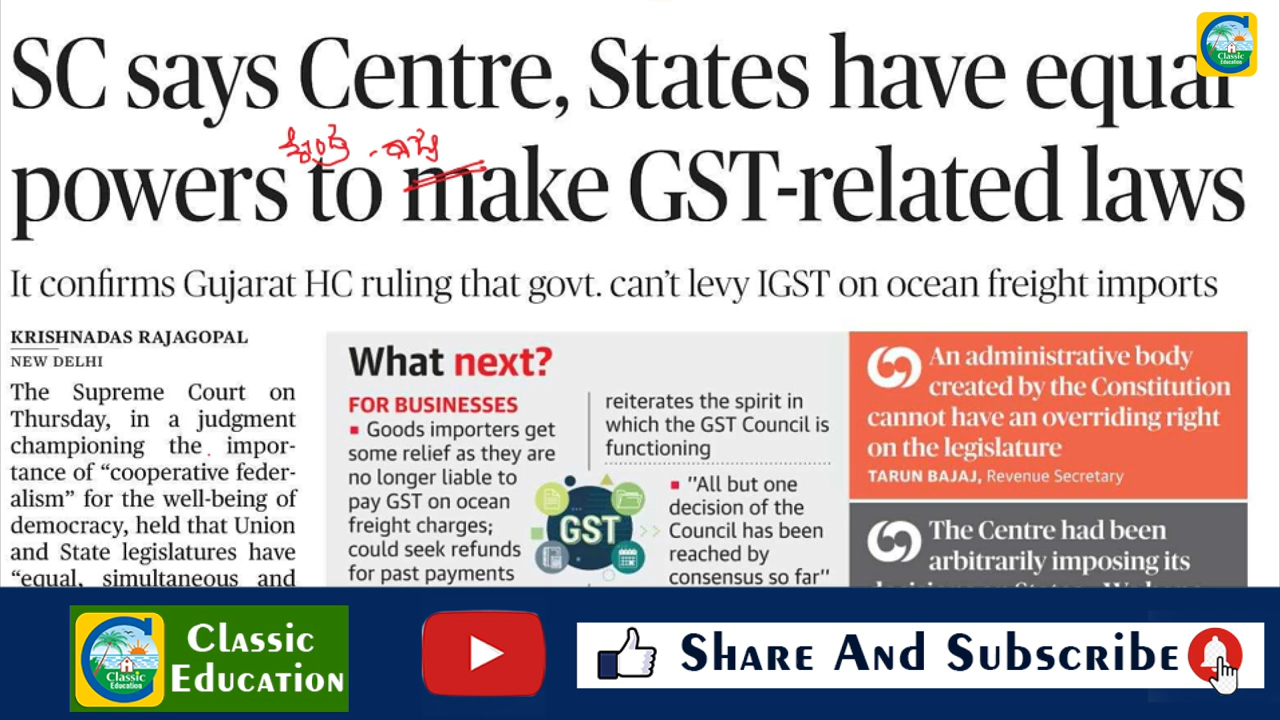 SC says Centre, States have equal
ಕೇಂದ್ರ - ರಾಜ್ಯ
powers to make GST-related laws
It confirms Gujarat HC ruling that govt. can't levy IGST on ocean freight imports
KRISHNADAS RAJAGOPAL
NEW DELHI
The Supreme Court on
Thursday, in a judgment
championing the impor-
tance of “cooperative feder-
alism” for the well-being of
democracy, held that Union
and State legislatures have
“equal, simultaneous and
What next?
FOR BUSINESSES
▪ Goods importers get
some relief as they are
no longer liable to
pay GST on ocean
freight charges;
could seek refunds
for past payments
GST
reiterates the spirit in
which the GST Council is
functioning
▪ "All but one
decision of the
Council has been
reached by
consensus so far"
An administrative body
created by the Constitution
cannot have an overriding right
on the legislature
TARUN BAJAJ, Revenue Secretary
The Centre had been
arbitrarily imposing its
Classic
Education
Classic
Education
Classic
Education
Share And Subscribe